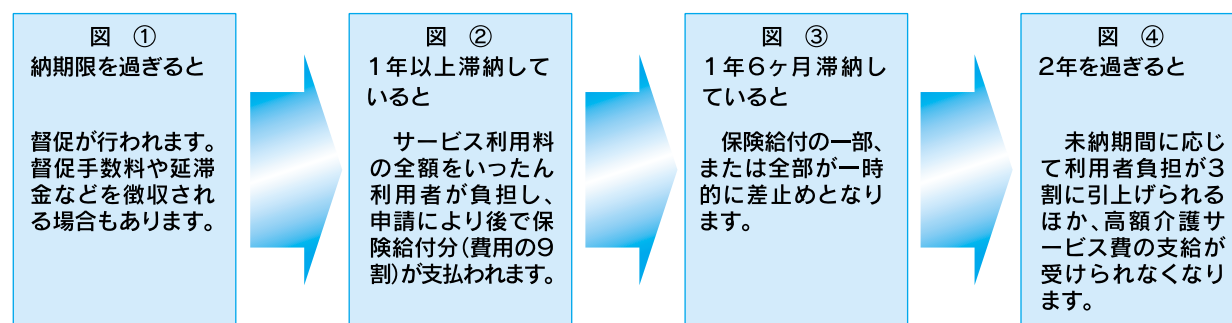 図 ①
納期限を過ぎると
督促が行われます。
督促手数料や延滞
金などを徴収され
る場合もあります。
図 ②
1年以上滞納して
いると
サービス利用料
の全額をいったん
利用者が負担し、
申請により後で保
険給付分(費用の9
割)が支払われます。
図 ③
1年6ヶ月滞納し
ていると
保険給付の一部、
または全部が一時
的に差止めとなり
ます。
図 ④
2年を過ぎると
未納期間に応じ
て利用者負担が3
割に引上げられる
ほか、高額介護サ
ービス費の支給が
受けられなくなり
ます。